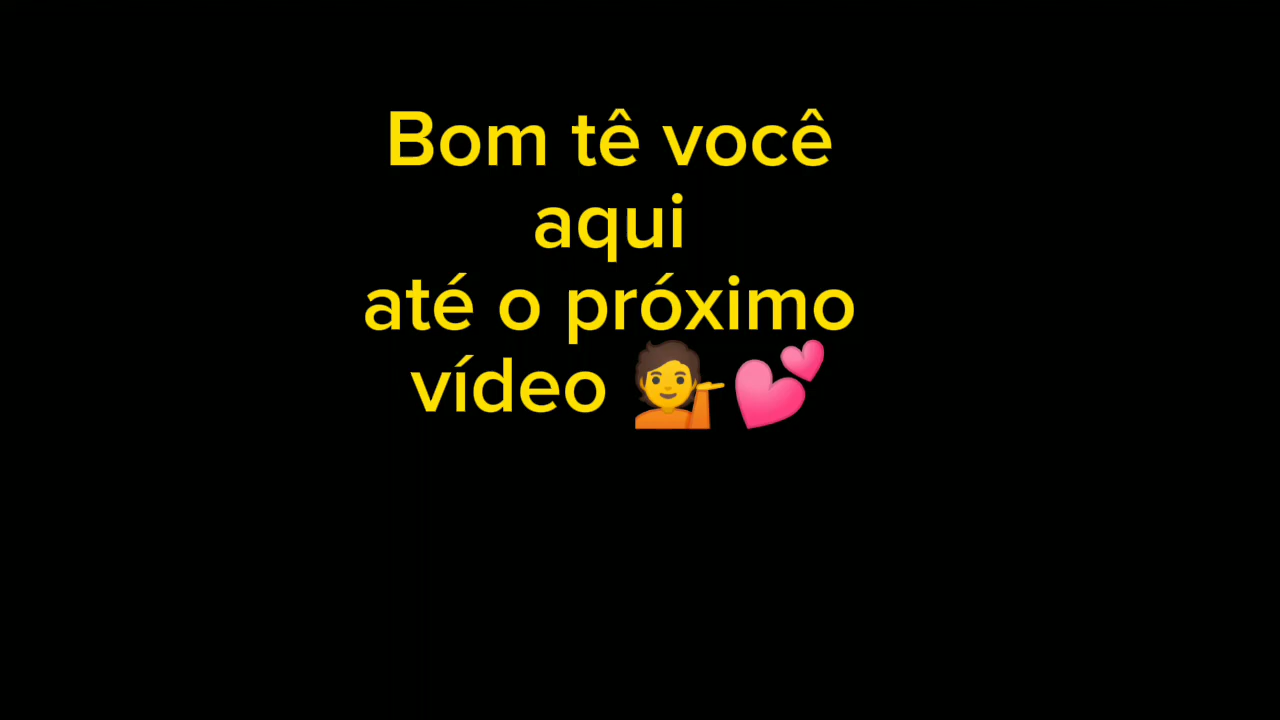 Bom tê você
aqui
até o próximo
vídeo 💁💕